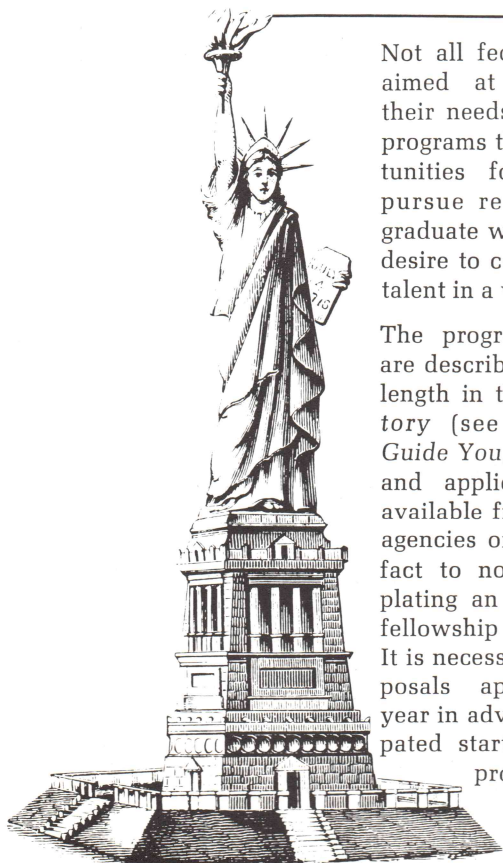 Not all fe
aimed at
their needs
programs t
tunities fo
pursue re
graduate w
desire to c
talent in a
The progr
are describ
length in t
tory (see
Guide You
and applic
available f
agencies o
fact to no
plating an
fellowship
It is necess
posals ap
year in adv
pated star
pro